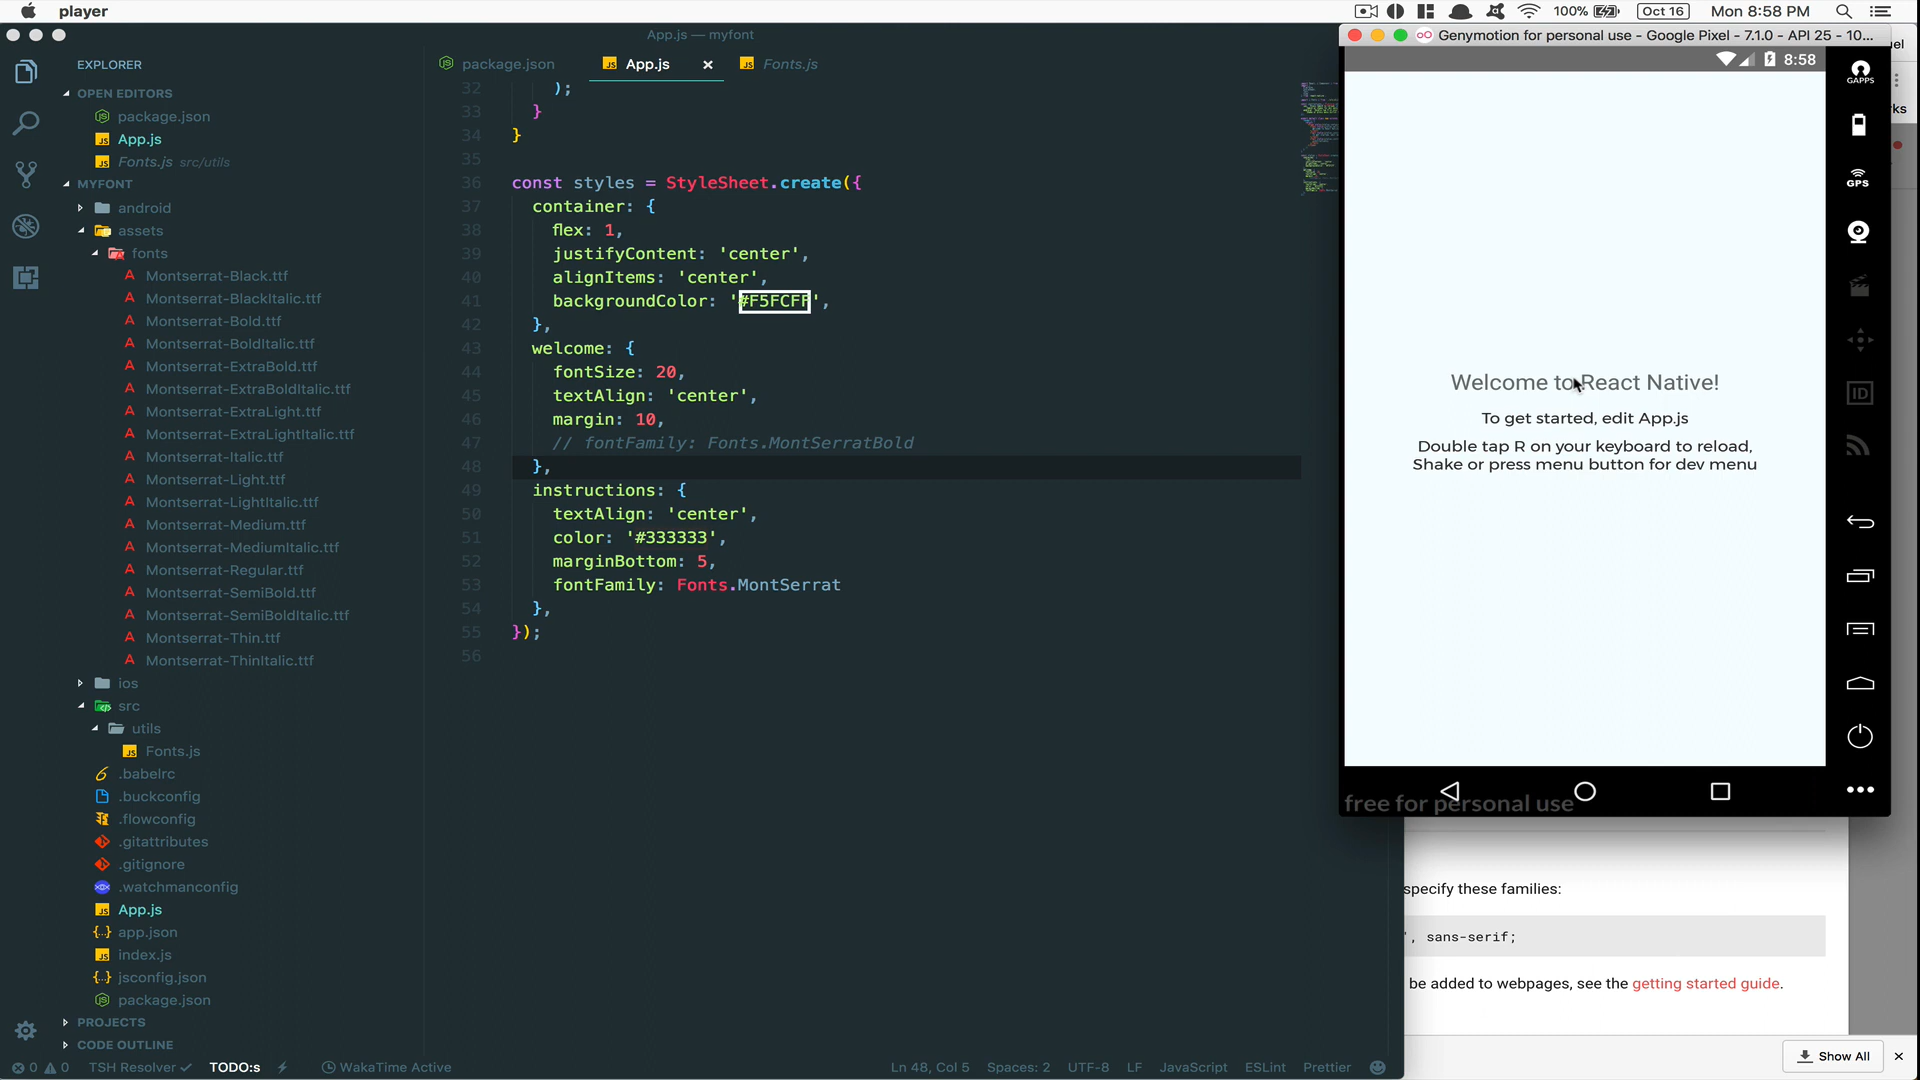 player
100%
Oct 16
Mon 8:58 PM
App.js — myfont
EXPLORER
OPEN EDITORS
package.json
App.js
Fonts.js src/utils
MYFONT
android
assets
fonts
Montserrat-Black.ttf
Montserrat-BlackItalic.ttf
Montserrat-Bold.ttf
Montserrat-BoldItalic.ttf
Montserrat-ExtraBold.ttf
Montserrat-ExtraBoldItalic.ttf
Montserrat-ExtraLight.ttf
Montserrat-ExtraLightItalic.ttf
Montserrat-Italic.ttf
Montserrat-Light.ttf
Montserrat-LightItalic.ttf
Montserrat-Medium.ttf
Montserrat-MediumItalic.ttf
Montserrat-Regular.ttf
Montserrat-SemiBold.ttf
Montserrat-SemiBoldItalic.ttf
Montserrat-Thin.ttf
Montserrat-ThinItalic.ttf
ios
src
utils
Fonts.js
.babelrc
.buckconfig
.flowconfig
.gitattributes
.gitignore
.watchmanconfig
App.js
app.json
index.js
jsconfig.json
package.json
PROJECTS
CODE OUTLINE
package.json
App.js
Fonts.js
32 );
33 }
34 }
35
36 const styles = StyleSheet.create({
37 container: {
38 flex: 1,
39 justifyContent: 'center',
40 alignItems: 'center',
41 backgroundColor: '#F5FCFF',
42 },
43 welcome: {
44 fontSize: 20,
45 textAlign: 'center',
46 margin: 10,
47 // fontFamily: Fonts.MontSerratBold
48 },
49 instructions: {
50 textAlign: 'center',
51 color: '#333333',
52 marginBottom: 5,
53 fontFamily: Fonts.MontSerrat
54 },
55 });
56
0 0 TSH Resolver TODO:s WakaTime Active
Ln 48, Col 5 Spaces: 2 UTF-8 LF JavaScript ESLint Prettier
Genymotion for personal use - Google Pixel - 7.1.0 - API 25 - 10...
8:58
Welcome to React Native!
To get started, edit App.js
Double tap R on your keyboard to reload,
Shake or press menu button for dev menu
free for personal use
GAPPS
GPS
ID
specify these families:
', sans-serif;
be added to webpages, see the getting started guide.
Show All